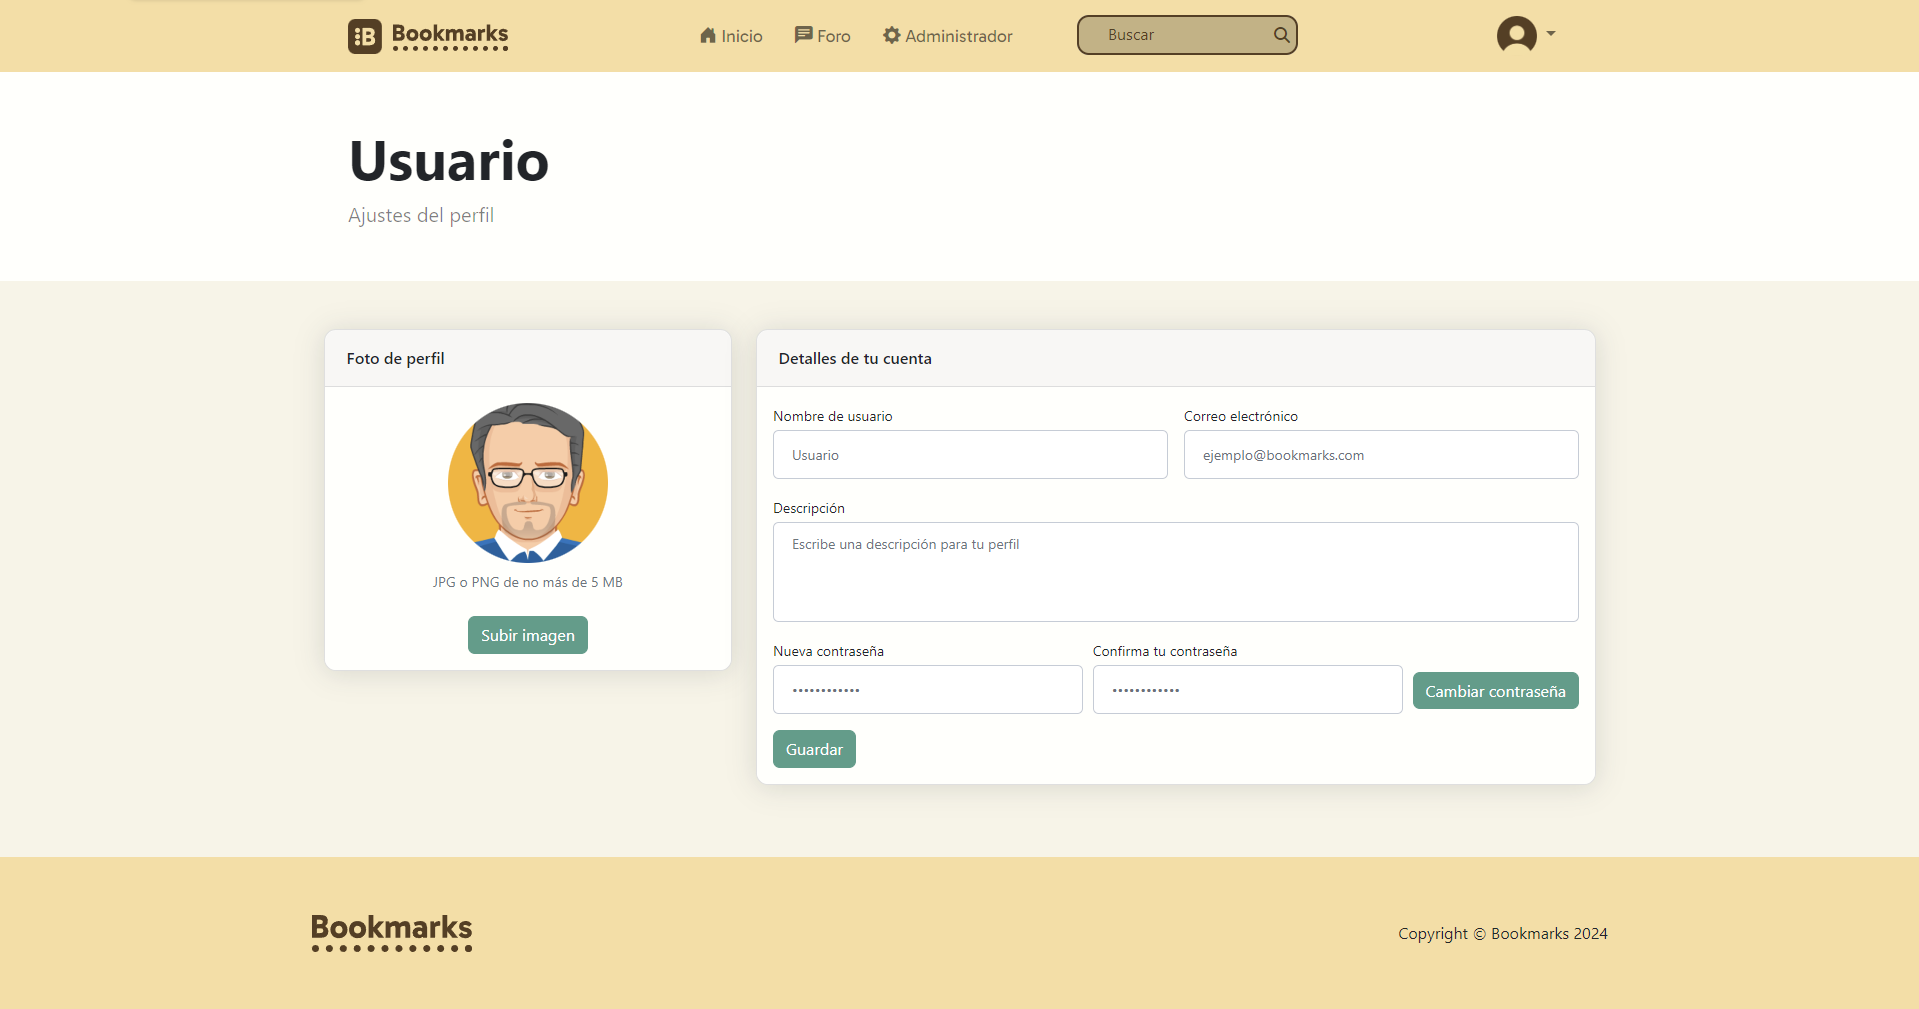 Bookmarks
Inicio
Foro
Administrador
Buscar
Usuario
Ajustes del perfil
Foto de perfil
JPG o PNG de no más de 5 MB
Subir imagen
Detalles de tu cuenta
Nombre de usuario
Correo electrónico
Usuario
ejemplo@bookmarks.com
Descripción
Escribe una descripción para tu perfil
Nueva contraseña
Confirma tu contraseña
••••••••••••
••••••••••••
Cambiar contraseña
Guardar
Bookmarks
Copyright © Bookmarks 2024